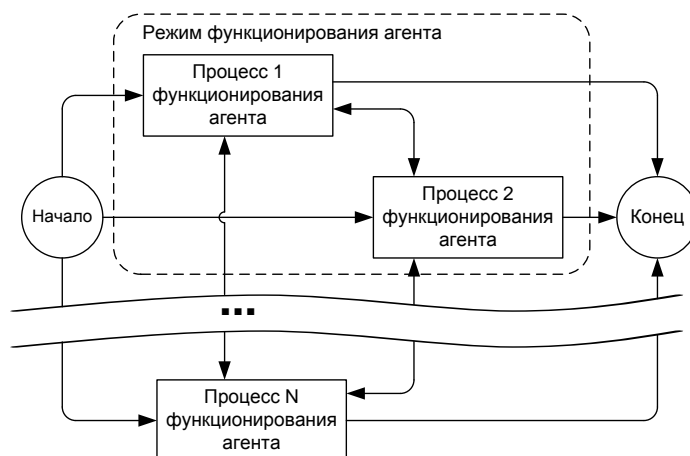 Режим функционирования агента
Процесс 1
функционирования
агента
Начало
Процесс 2
функционирования
агента
Конец
...
Процесс N
функционирования
агента